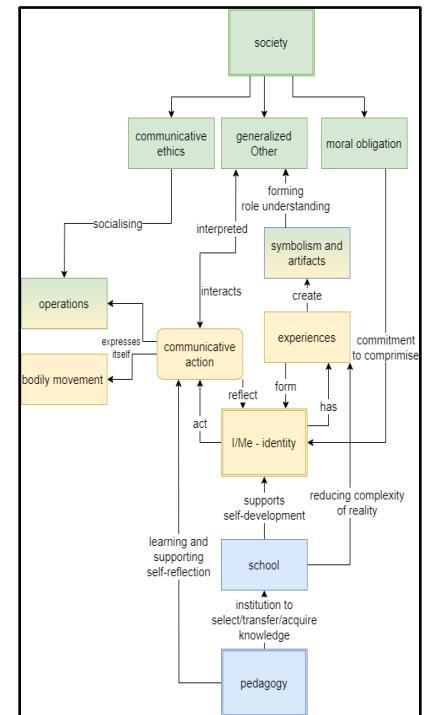 society
communicative
ethics
generalized
Other
moral obligation
forming
role understanding
socialising
interpreted
symbolism and
artifacts
operations
interacts
create
expresses
itself
communicative
action
experiences
commitment
to comprimise
bodily movement
reflect
form
has
act
I/Me - identity
supports
self-development
reducing complexity
of reality
learning and
supporting
self-reflection
school
institution to
select/transfer/acquire
knowledge
pedagogy